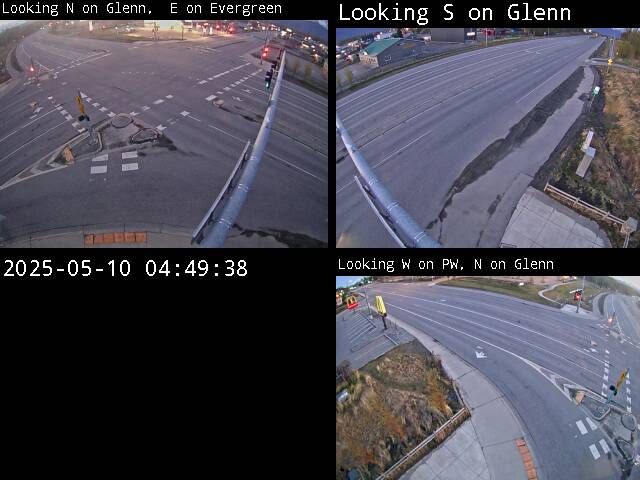 Looking N on Glenn,  E on Evergreen
Looking S on Glenn
2025-05-10 04:49:38
Looking W on PW, N on Glenn